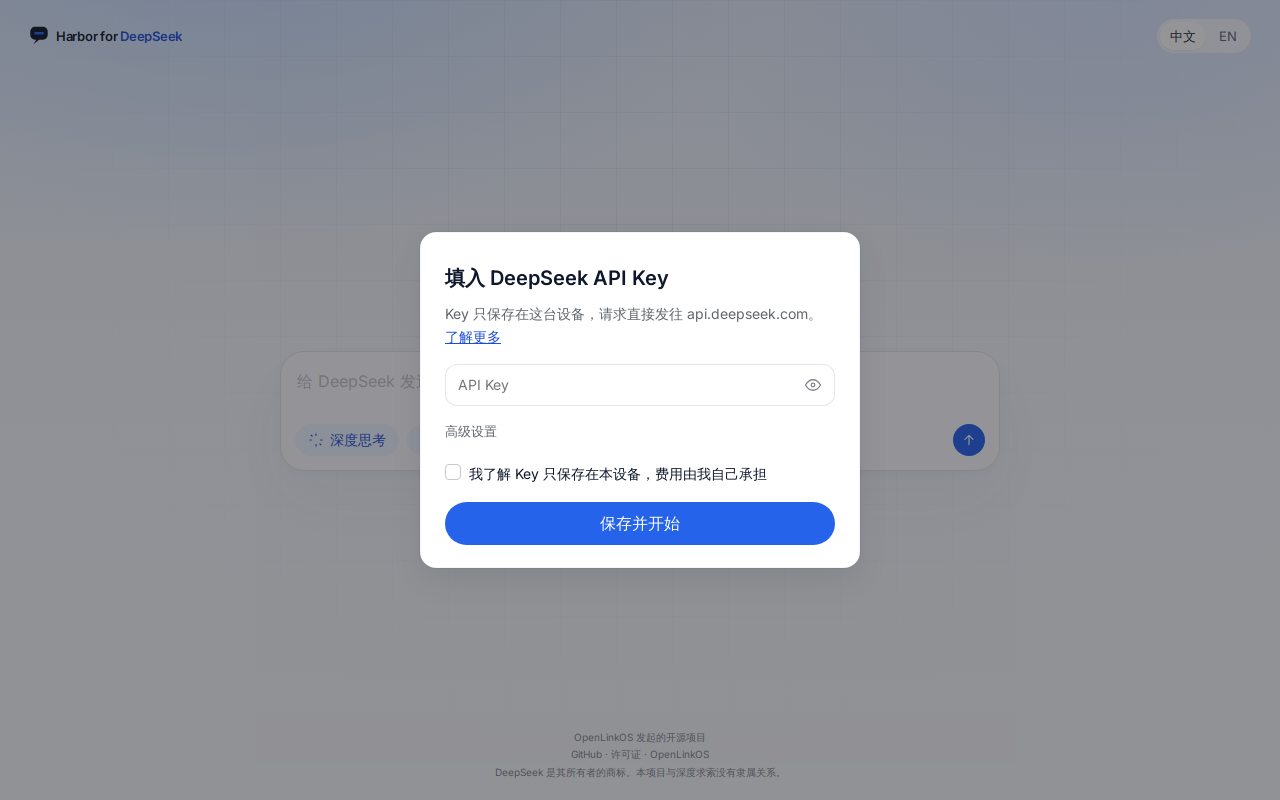 Harbor for DeepSeek
中文 EN
填入 DeepSeek API Key
Key 只保存在这台设备，请求直接发往 api.deepseek.com。
了解更多
API Key
给 DeepSeek 发
高级设置
深度思考
我了解 Key 只保存在本设备，费用由我自己承担
保存并开始
OpenLinkOS 发起的开源项目
GitHub · 许可证 · OpenLinkOS
DeepSeek 是其所有者的商标。本项目与深度求索没有隶属关系。